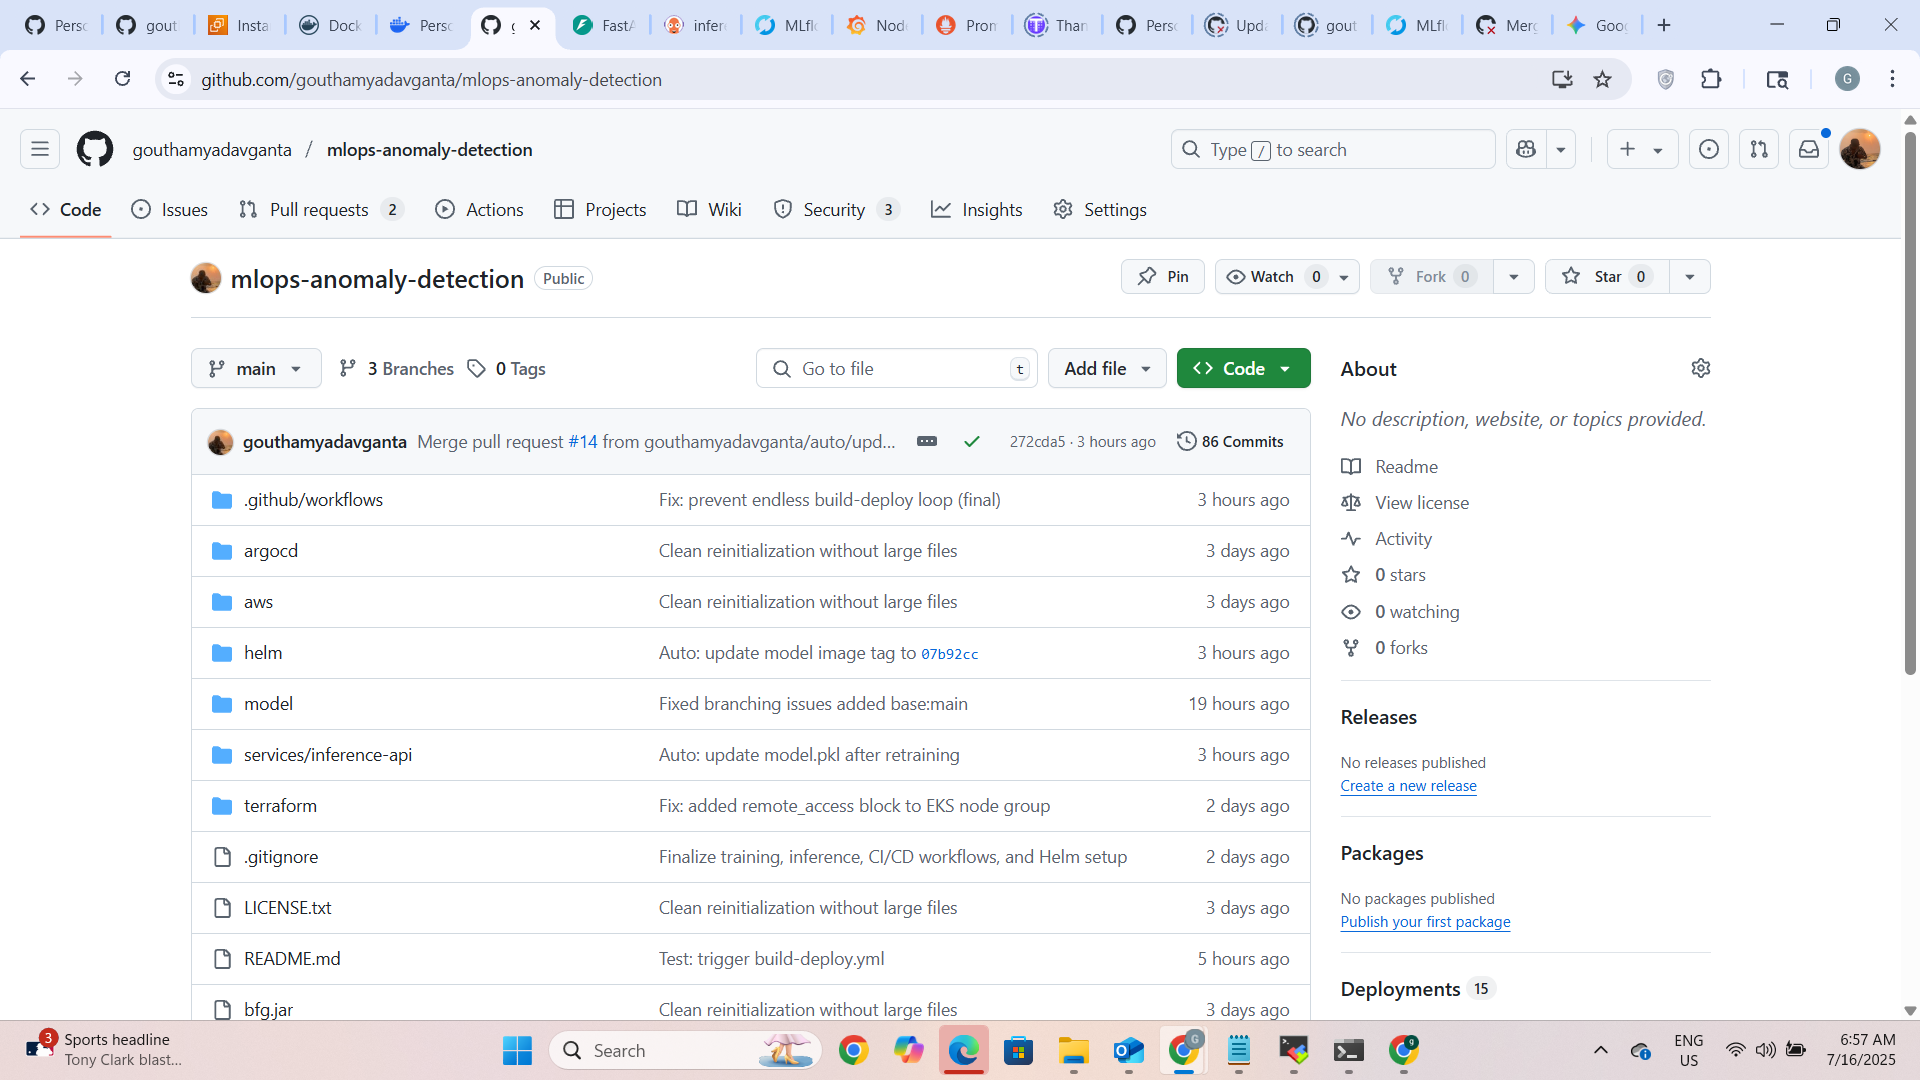 Persc
gout
Insta
Dock
Persc
g
FastA
infere
MLflo
Node
Prom
Than
Persc
Upda
gout
MLflo
Merg
Goog
github.com/gouthamyadavganta/mlops-anomaly-detection
G
gouthamyadavganta / mlops-anomaly-detection
Type / to search
Code
Issues
Pull requests 2
Actions
Projects
Wiki
Security 3
Insights
Settings
mlops-anomaly-detection Public
Pin
Watch 0
Fork 0
Star 0
main
3 Branches
0 Tags
Go to file t
Add file
Code
gouthamyadavganta Merge pull request #14 from gouthamyadavganta/auto/upd... 272cda5 · 3 hours ago 86 Commits
.github/workflows Fix: prevent endless build-deploy loop (final) 3 hours ago
argocd Clean reinitialization without large files 3 days ago
aws Clean reinitialization without large files 3 days ago
helm Auto: update model image tag to 07b92cc 3 hours ago
model Fixed branching issues added base:main 19 hours ago
services/inference-api Auto: update model.pkl after retraining 3 hours ago
terraform Fix: added remote_access block to EKS node group 2 days ago
.gitignore Finalize training, inference, CI/CD workflows, and Helm setup 2 days ago
LICENSE.txt Clean reinitialization without large files 3 days ago
README.md Test: trigger build-deploy.yml 5 hours ago
bfg.jar Clean reinitialization without large files 3 days ago
About
No description, website, or topics provided.
Readme
View license
Activity
0 stars
0 watching
0 forks
Releases
No releases published
Create a new release
Packages
No packages published
Publish your first package
Deployments 15
3
Sports headline
Tony Clark blast...
Search
G
g
ENG
US
6:57 AM
7/16/2025